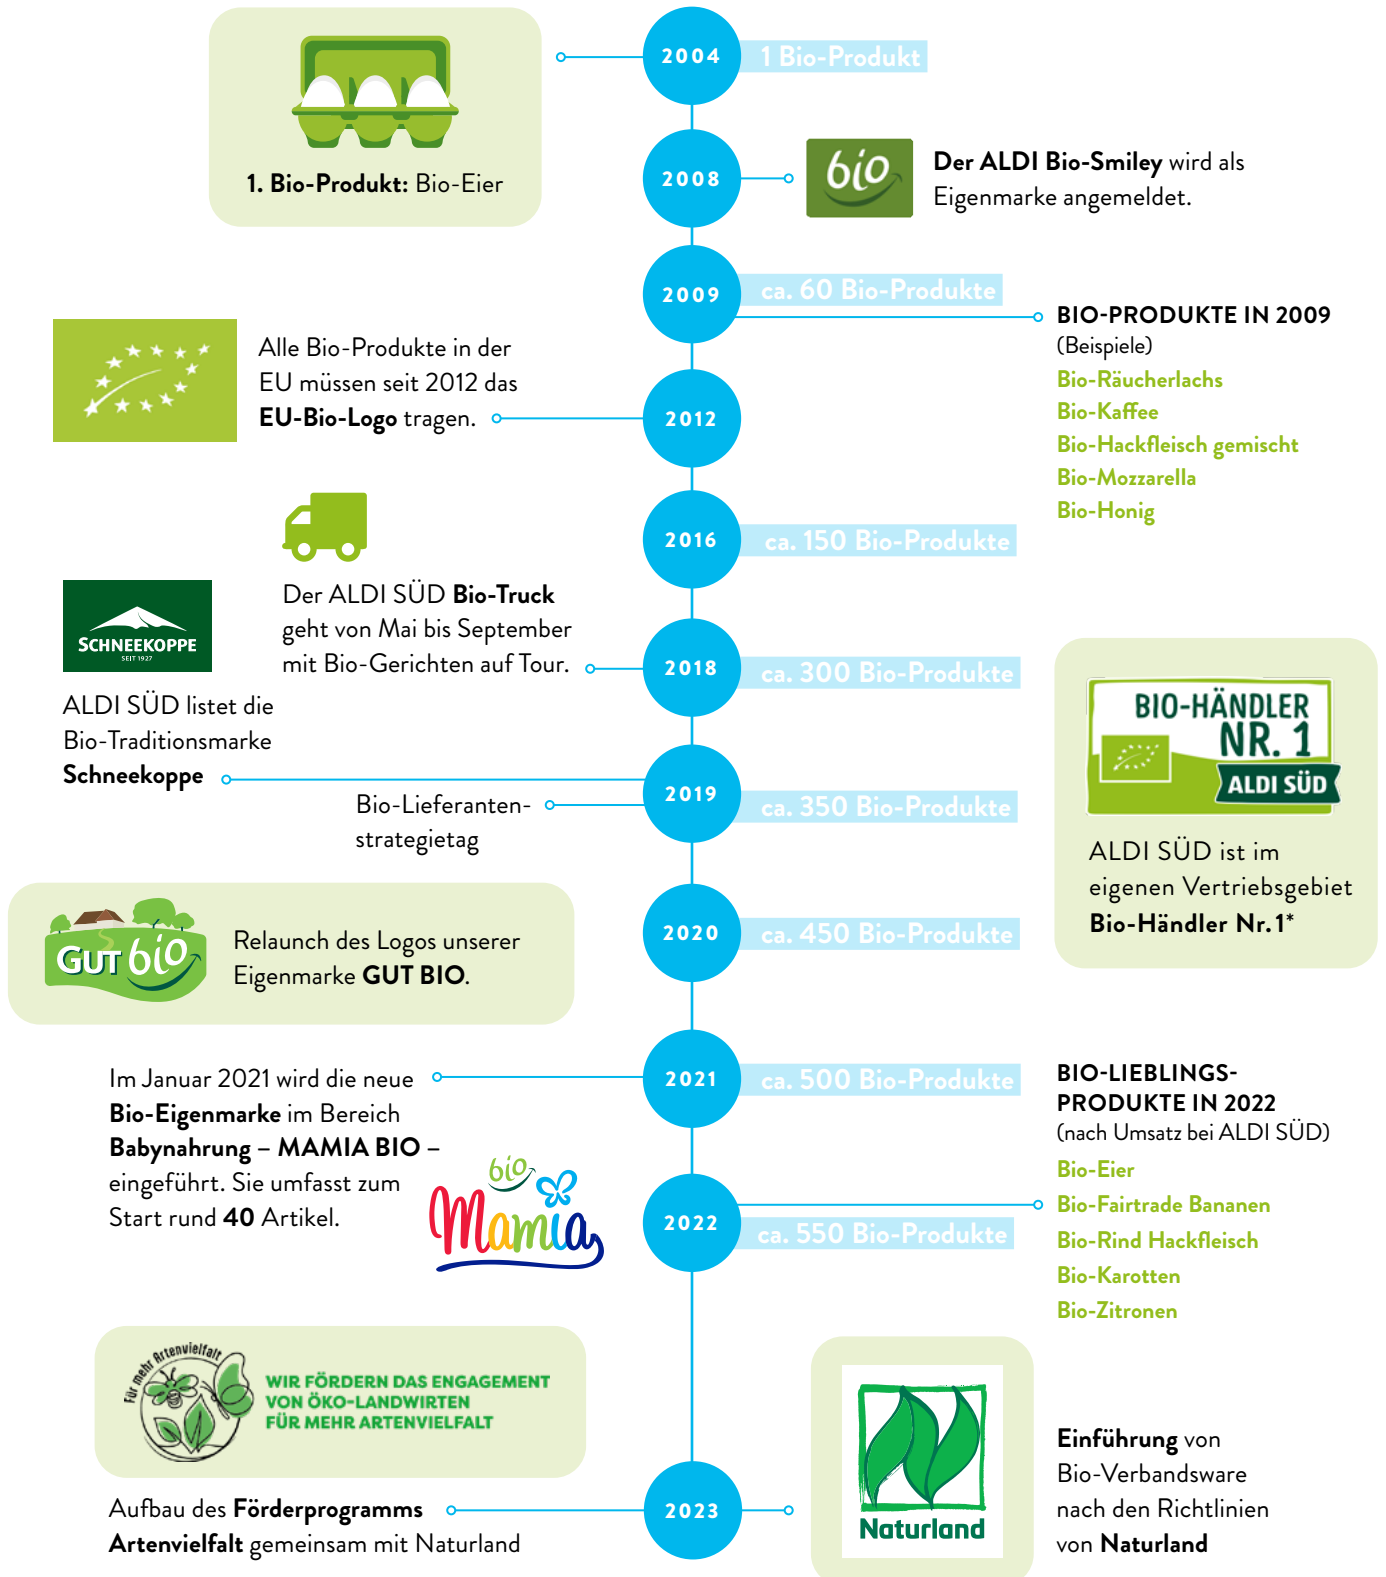 2004
1 Bio-Produkt
1. Bio-Produkt: Bio-Eier
2008
bio
Der ALDI Bio-Smiley wird als
Eigenmarke angemeldet.
2009
ca. 60 Bio-Produkte
BIO-PRODUKTE IN 2009
(Beispiele)
Bio-Räucherlachs
Bio-Kaffee
Bio-Hackfleisch gemischt
Bio-Mozzarella
Bio-Honig
Alle Bio-Produkte in der
EU müssen seit 2012 das
EU-Bio-Logo tragen.
2012
2016
ca. 150 Bio-Produkte
Der ALDI SÜD Bio-Truck
geht von Mai bis September
mit Bio-Gerichten auf Tour.
2018
ca. 300 Bio-Produkte
SCHNEEKOPPE
SEIT 1927
ALDI SÜD listet die
Bio-Traditionsmarke
Schneekoppe
Bio-Lieferanten-
strategietag
2019
ca. 350 Bio-Produkte
BIO-HÄNDLER
NR. 1
ALDI SÜD
ALDI SÜD ist im
eigenen Vertriebsgebiet
Bio-Händler Nr. 1*
GUT bio
Relaunch des Logos unserer
Eigenmarke GUT BIO.
2020
ca. 450 Bio-Produkte
Im Januar 2021 wird die neue
Bio-Eigenmarke im Bereich
Babynahrung – MAMIA BIO –
eingeführt. Sie umfasst zum
Start rund 40 Artikel.
bio
Mamia
2021
ca. 500 Bio-Produkte
BIO-LIEBLINGS-
PRODUKTE IN 2022
(nach Umsatz bei ALDI SÜD)
Bio-Eier
Bio-Fairtrade Bananen
Bio-Rind Hackfleisch
Bio-Karotten
Bio-Zitronen
2022
ca. 550 Bio-Produkte
Für mehr Artenvielfalt
WIR FÖRDERN DAS ENGAGEMENT
VON ÖKO-LANDWIRTEN
FÜR MEHR ARTENVIELFALT
Aufbau des Förderprogramms
Artenvielfalt gemeinsam mit Naturland
2023
Naturland
Einführung von
Bio-Verbandsware
nach den Richtlinien
von Naturland